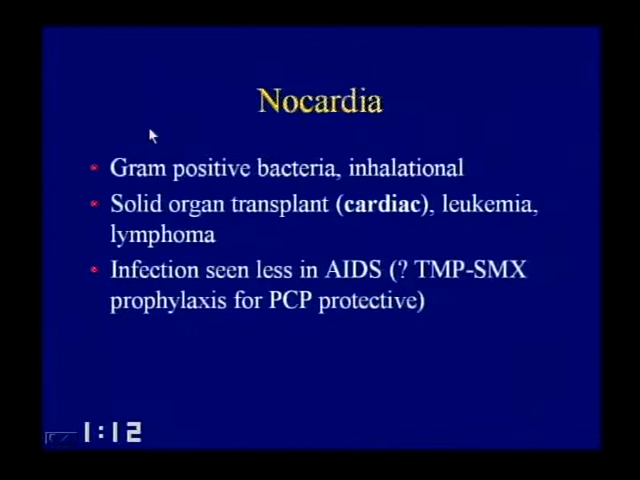 Nocardia
Gram positive bacteria, inhalational
Solid organ transplant (cardiac), leukemia,
lymphoma
Infection seen less in AIDS (? TMP-SMX
prophylaxis for PCP protective)
1:12